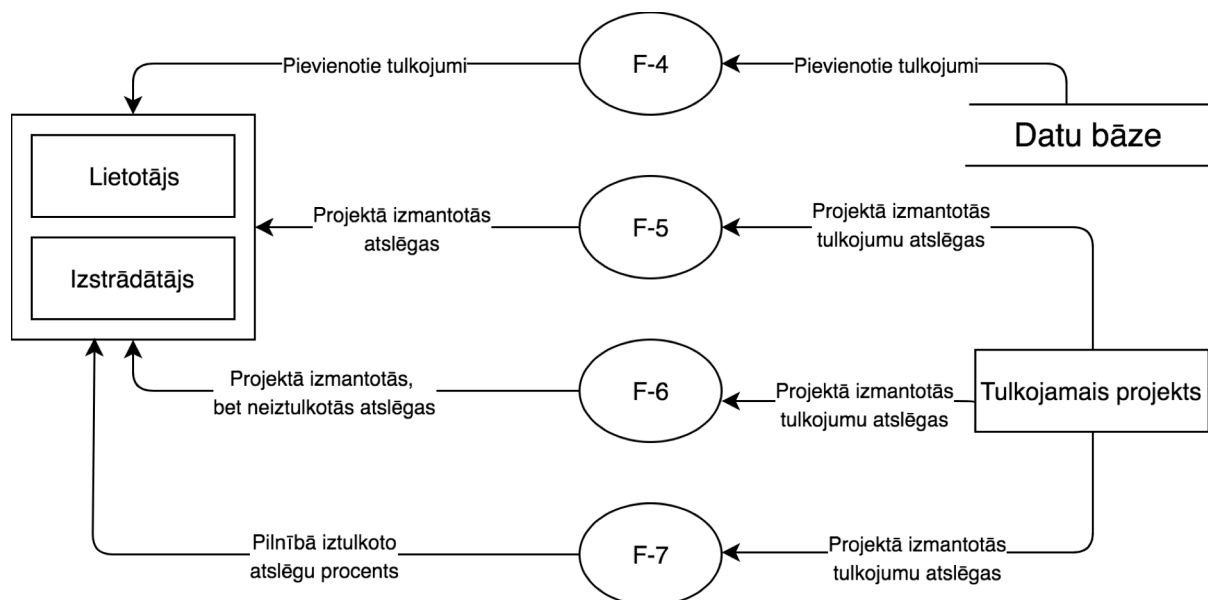 F-4
Pievienotie tulkojumi
Pievienotie tulkojumi
Datu bāze
Lietotājs
Izstrādātājs
Projektā izmantotās
atslēgas
F-5
Projektā izmantotās
tulkojumu atslēgas
Projektā izmantotās,
bet neiztulkotās atslēgas
F-6
Projektā izmantotās
tulkojumu atslēgas
Tulkojamais projekts
Pilnībā iztulkoto
atslēgu procents
F-7
Projektā izmantotās
tulkojumu atslēgas